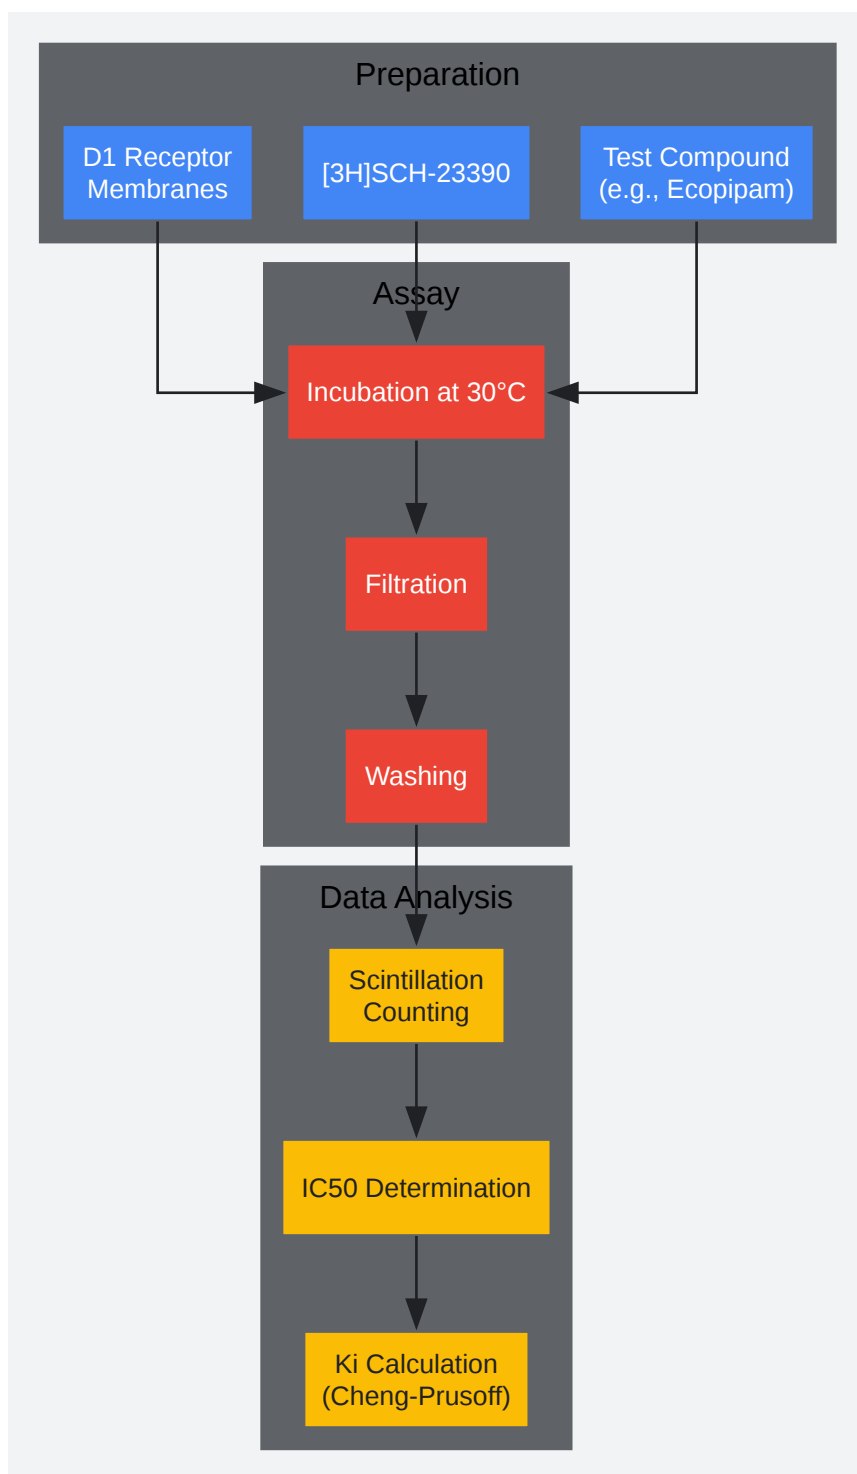 Preparation
D1 Receptor
Membranes
[3H]SCH-23390
Test Compound
(e.g., Ecopipam)
Assay
Incubation at 30°C
Filtration
Washing
Data Analysis
Scintillation
Counting
IC50 Determination
Ki Calculation
(Cheng-Prusoff)